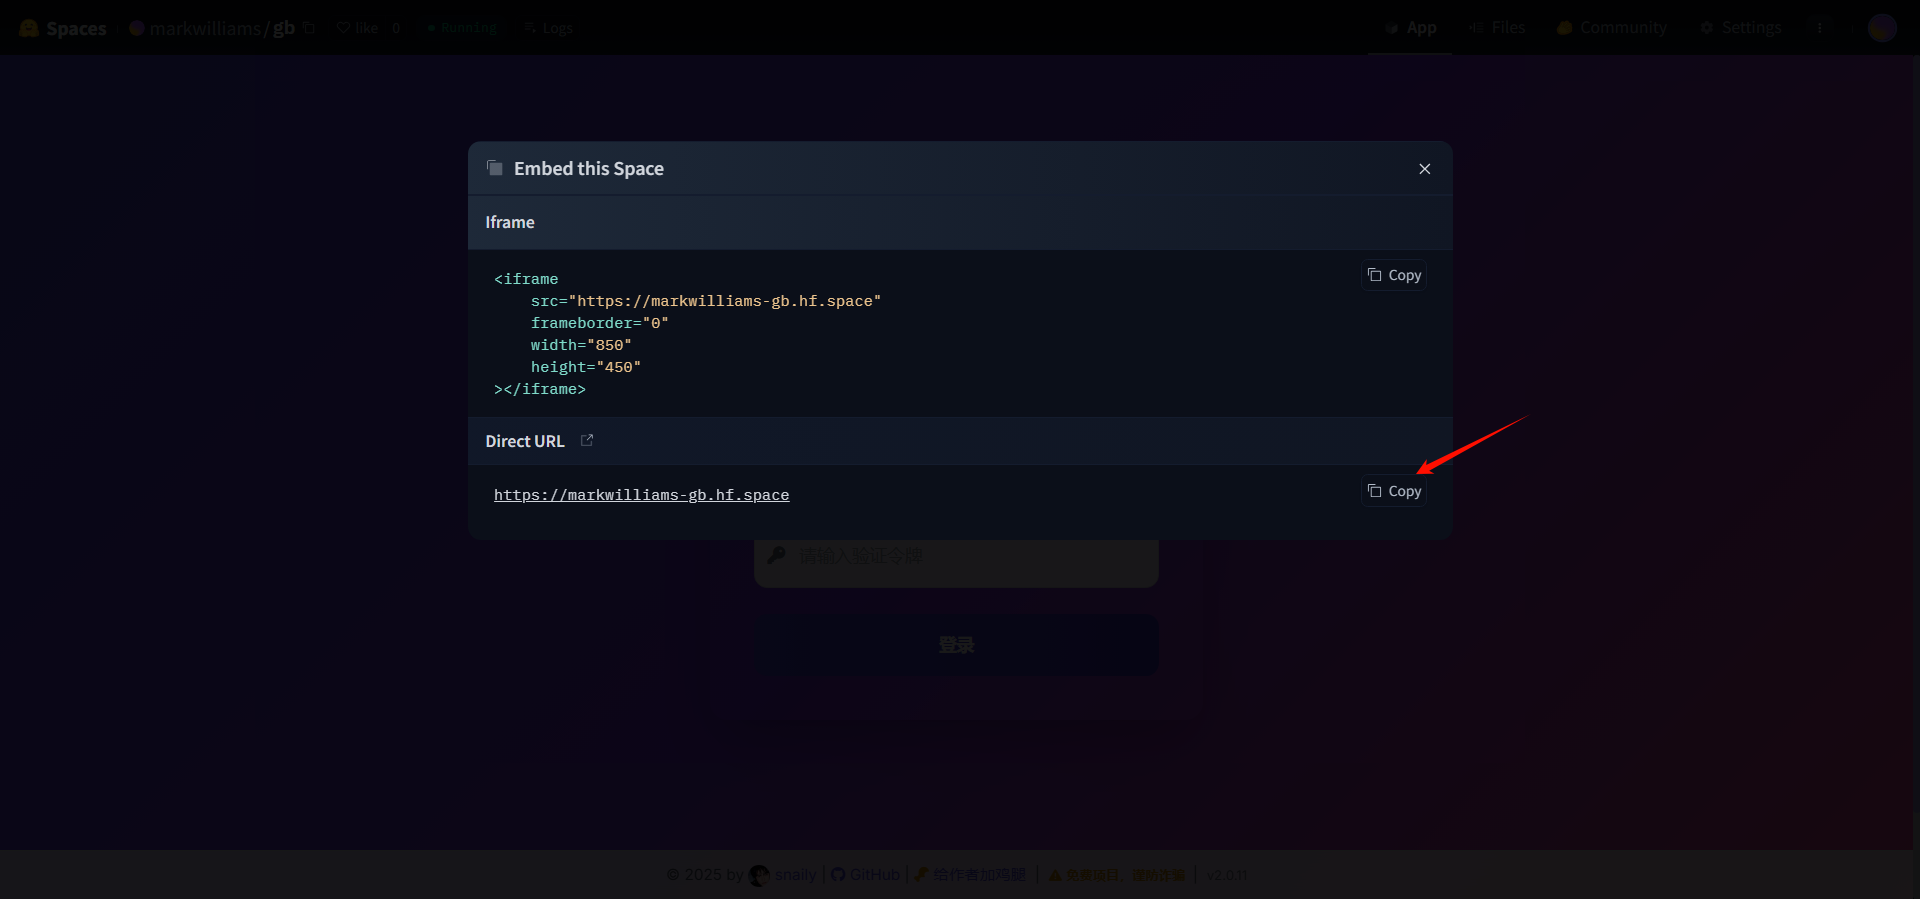 Spaces markwilliams/gb like 0 Running Logs App Files Community Settings
Embed this Space
Iframe
<iframe
Copy
src="https://markwilliams-gb.hf.space"
frameborder="0"
width="850"
height="450"
></iframe>
Direct URL
https://markwilliams-gb.hf.space
Copy
请输入验证令牌
登录
© 2025 by snaily | GitHub | 给作者加鸡腿 | 免费项目，谨防诈骗 | v2.0.11